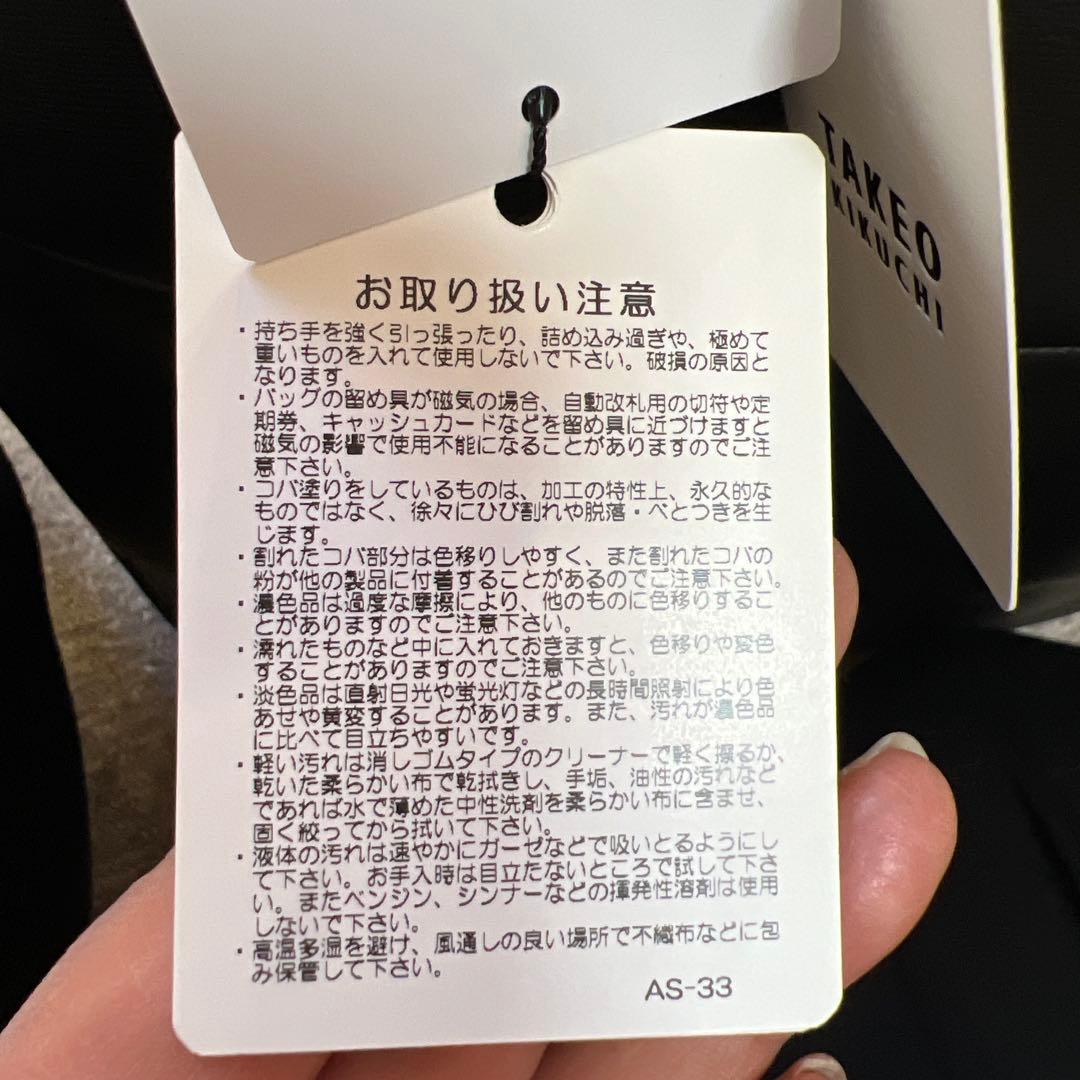 TAKEO
KIKUCHI
お取り扱い注意
・持ち手を強く引っ張ったり、詰め込み過ぎや、極めて
重いものを入れて使用しないで下さい。破損の原因と
なります。
・バッグの留め具が磁気の場合、自動改札用の切符や定
期券、キャッシュカードなどを留め具に近づけますと
磁気の影響で使用不能になることがありますのでご注
意下さい。
・コバ塗りをしているものは、加工の特性上、永久的な
ものではなく、徐々にひび割れや脱落・べとつきを生
じます。
・割れたコバ部分は色移りしやすく、また割れたコバの
粉が他の製品に付着することがあるのでご注意下さい。
・濃色品は過度な摩擦により、他のものに色移りするこ
とがありますのでご注意下さい。
・濡れたものなど中に入れておきますと、色移りや変色
することがありますのでご注意下さい。
・淡色品は直射日光や蛍光灯などの長時間照射により色
あせや黄変することがあります。また、汚れが濃色品
に比べて目立ちやすいです。
・軽い汚れは消しゴムタイプのクリーナーで軽く擦るか、
乾いた柔らかい布で乾拭きし、手垢、油性の汚れなど
であれば水で薄めた中性洗剤を柔らかい布に含ませ、
固く絞ってから拭いて下さい。
・液体の汚れは速やかにガーゼなどで吸いとるようにし
て下さい。お手入時は目立たないところで試して下さ
い。またベンジン、シンナーなどの揮発性溶剤は使用
しないで下さい。
・高温多湿を避け、風通しの良い場所で不織布などに包
み保管して下さい。
AS-33